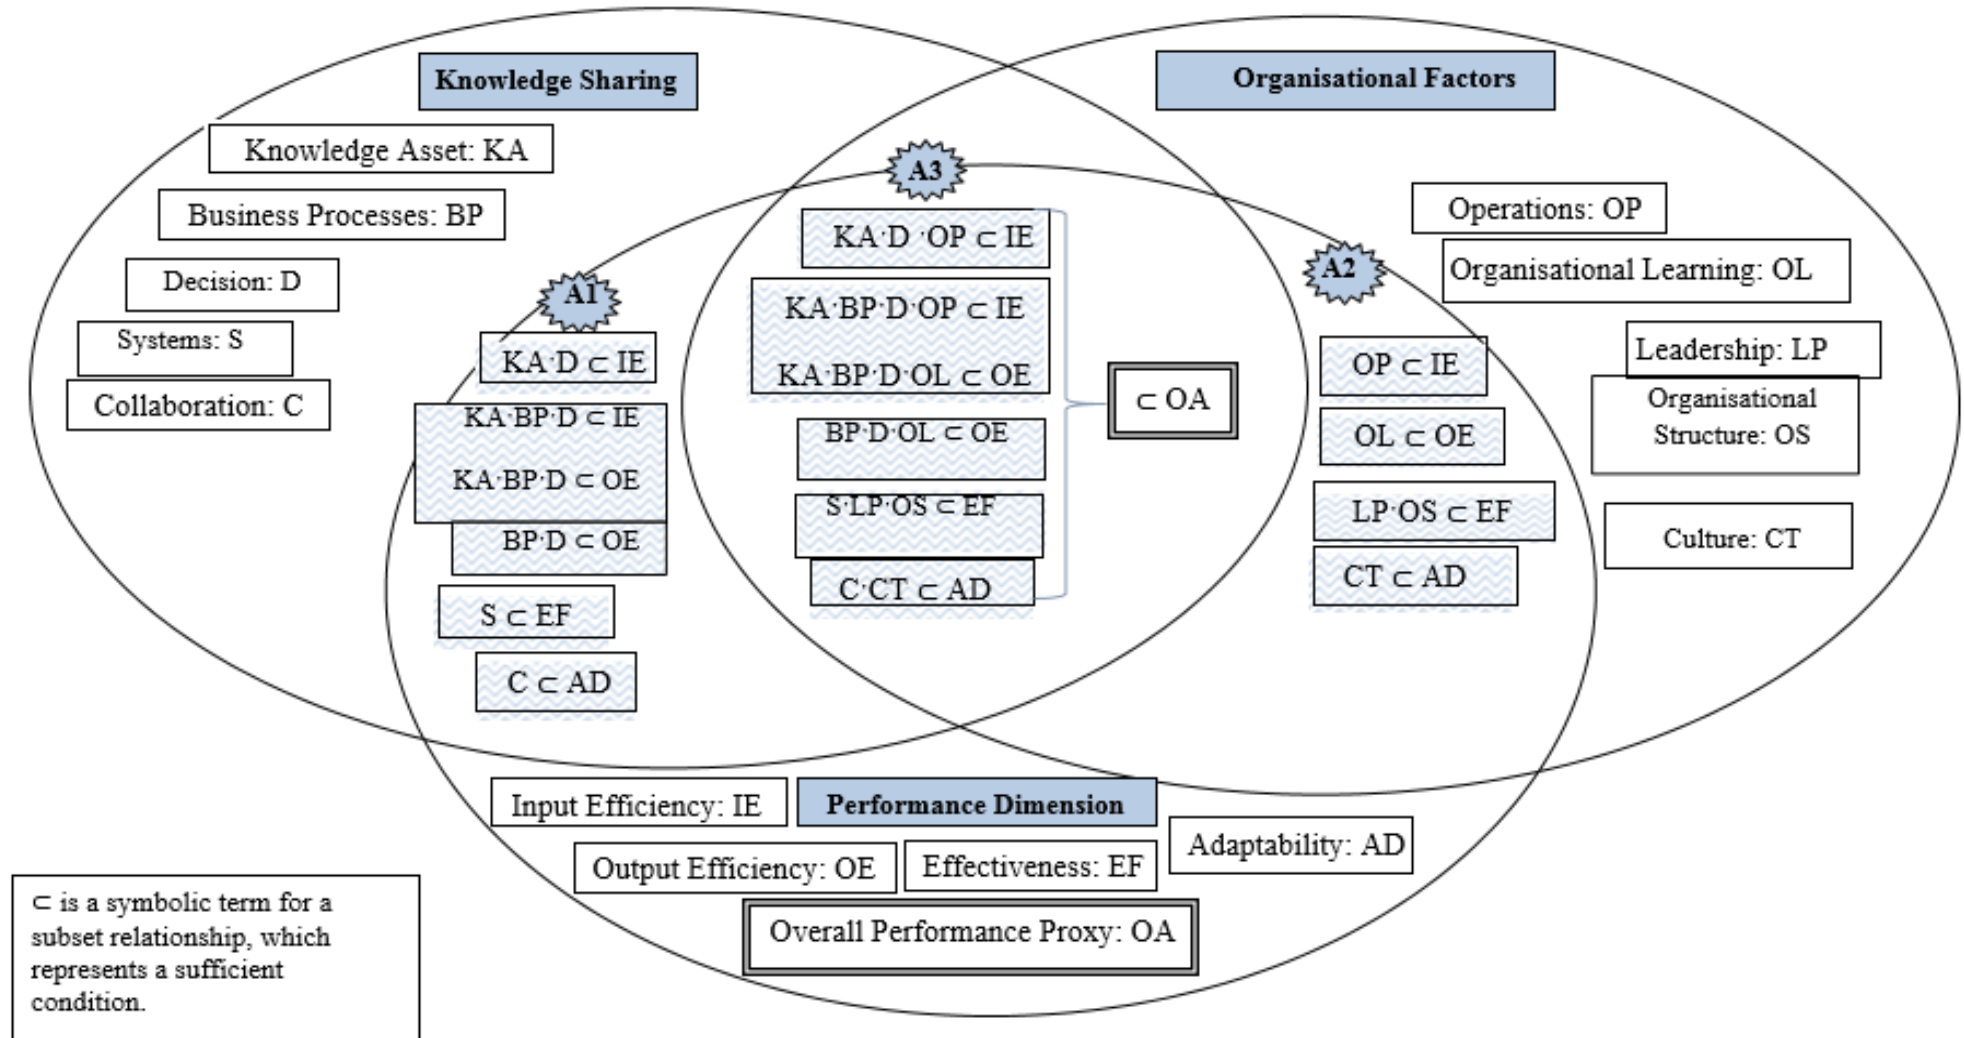 Knowledge Sharing
Organisational Factors
Knowledge Asset: KA
Business Processes: BP
Decision: D
Systems: S
Collaboration: C
A1
KA·D ⊂ IE
KA·BP·D ⊂ IE
KA·BP·D ⊂ OE
BP·D ⊂ OE
S ⊂ EF
C ⊂ AD
A3
KA·D ·OP ⊂ IE
KA·BP·D·OP ⊂ IE
KA·BP·D·OL ⊂ OE
BP·D·OL ⊂ OE
S·LP·OS ⊂ EF
C·CT ⊂ AD
⊂ OA
A2
OP ⊂ IE
OL ⊂ OE
LP·OS ⊂ EF
CT ⊂ AD
Operations: OP
Organisational Learning: OL
Leadership: LP
Organisational
Structure: OS
Culture: CT
Input Efficiency: IE
Performance Dimension
Output Efficiency: OE
Effectiveness: EF
Adaptability: AD
Overall Performance Proxy: OA
⊂ is a symbolic term for a
subset relationship, which
represents a sufficient
condition.